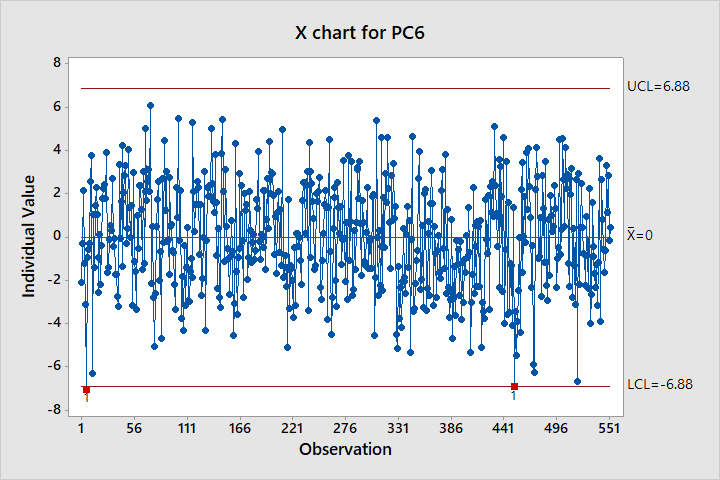 X chart for PC6
8
6
4
2
0
-2
-4
-6
-8
Individual Value
UCL=6.88
X̄=0
LCL=-6.88
1
1
1 56 111 166 221 276 331 386 441 496 551
Observation